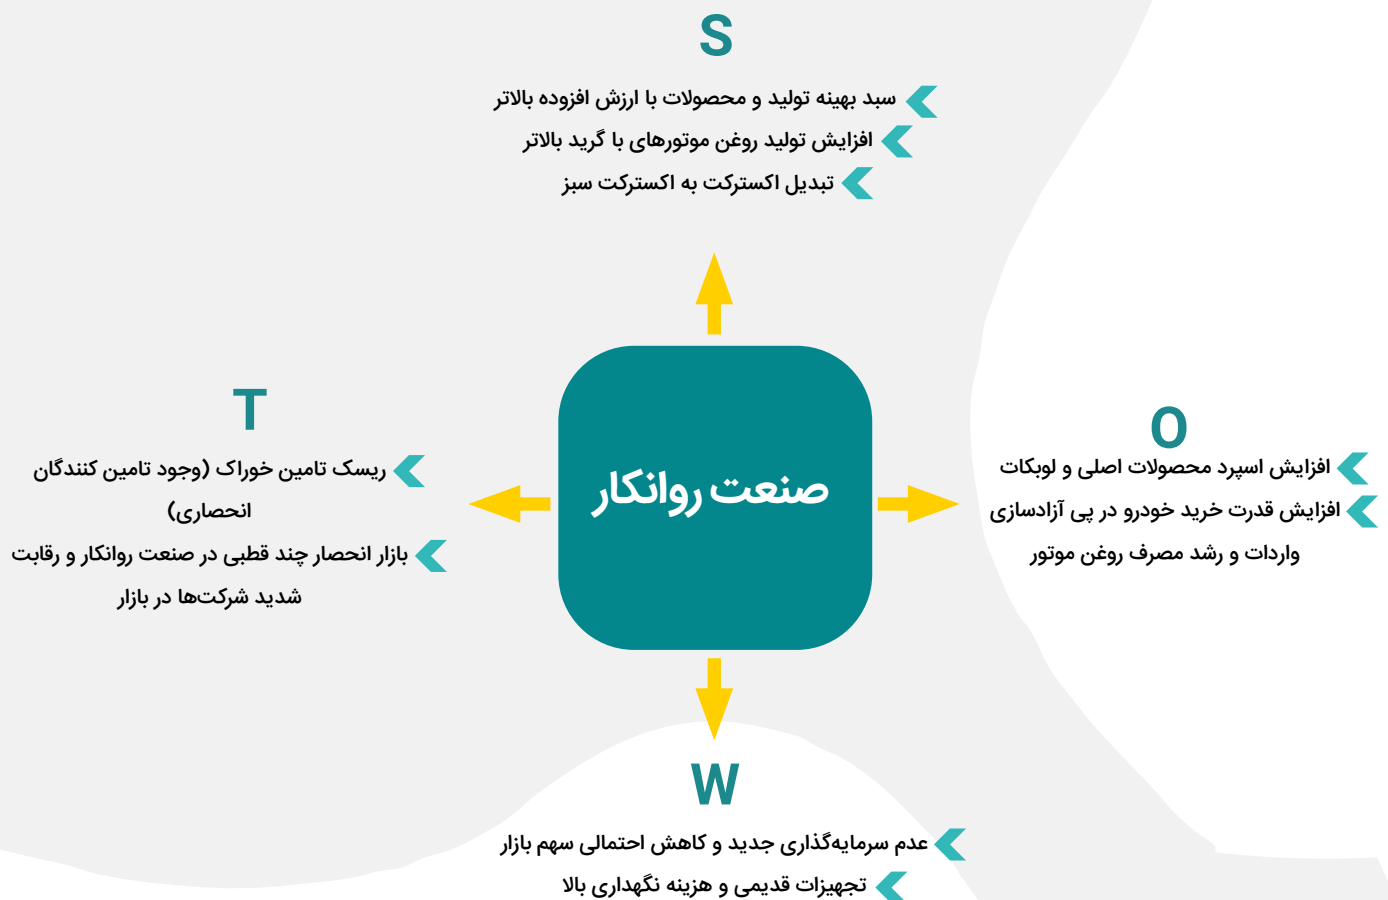 S
سبد بهینه تولید و محصولات با ارزش افزوده بالاتر
افزایش تولید روغن موتورهای با گرید بالاتر
تبدیل اکسترکت به اکسترکت سبز
صنعت روانکار
O
افزایش اسپرد محصولات اصلی و لوبکات
افزایش قدرت خرید خودرو در پی آزادسازی
واردات و رشد مصرف روغن موتور
T
ریسک تامین خوراک (وجود تامین کنندگان
انحصاری)
بازار انحصار چند قطبی در صنعت روانکار و رقابت
شدید شرکت‌ها در بازار
W
عدم سرمایه‌گذاری جدید و کاهش احتمالی سهم بازار
تجهیزات قدیمی و هزینه نگهداری بالا